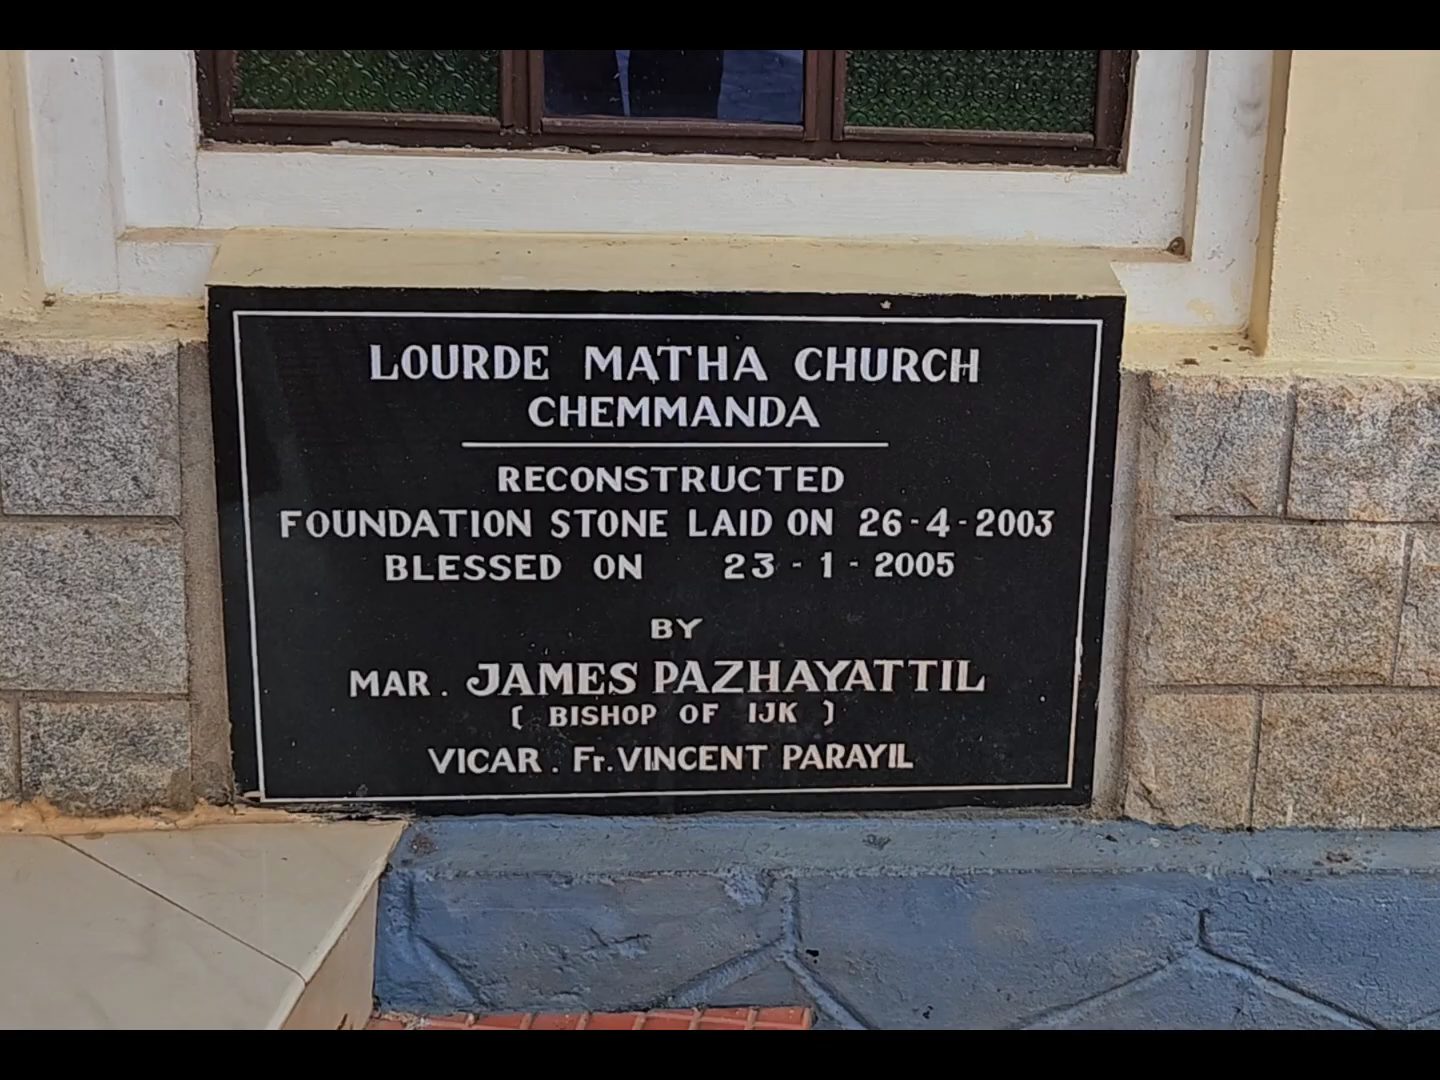 LOURDE MATHA CHURCH
CHEMMANDA
RECONSTRUCTED
FOUNDATION STONE LAID ON 26-4-2003
BLESSED ON 23-1-2005
BY
MAR. JAMES PAZHAYATTIL
( BISHOP OF IJK )
VICAR. Fr. VINCENT PARAYIL